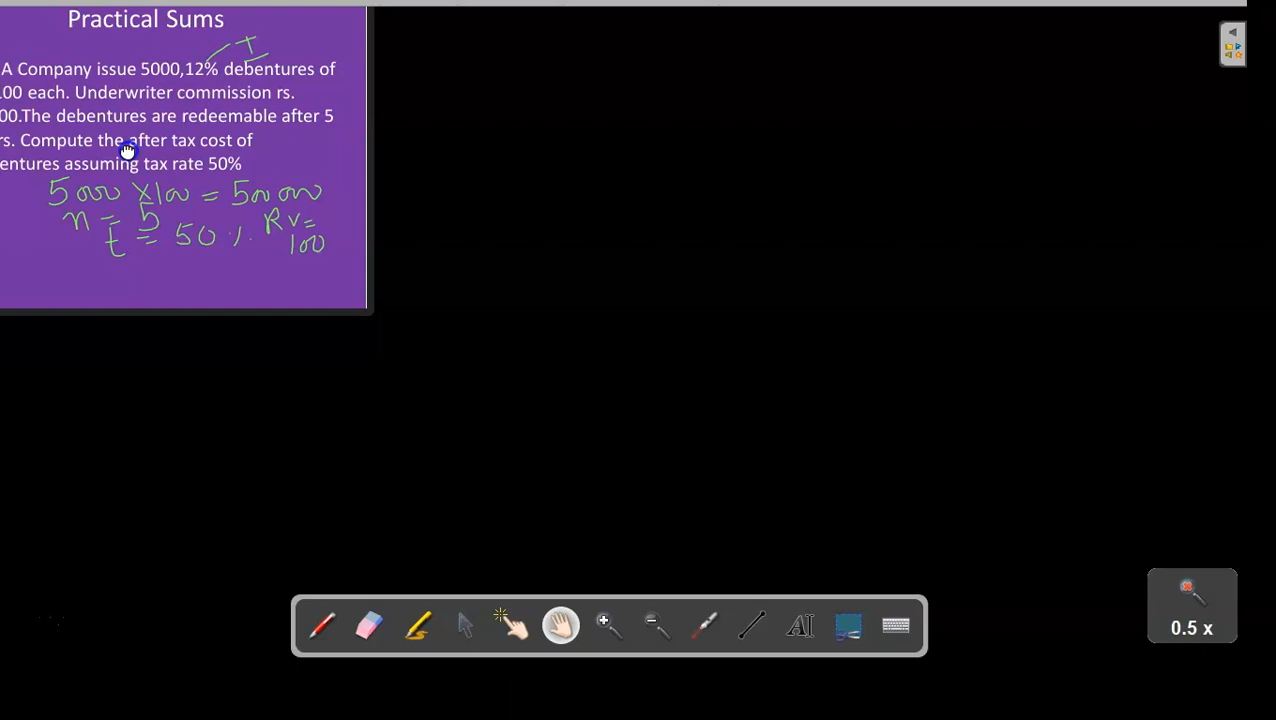 Practical Sums
I
A Company issue 5000,12% debentures of
100 each. Underwriter commission rs.
00.The debentures are redeemable after 5
rs. Compute the after tax cost of
entures assuming tax rate 50%
5000 X100 = 500000
n = 5
t = 50 %. Rv=
100
AI
0.5 x